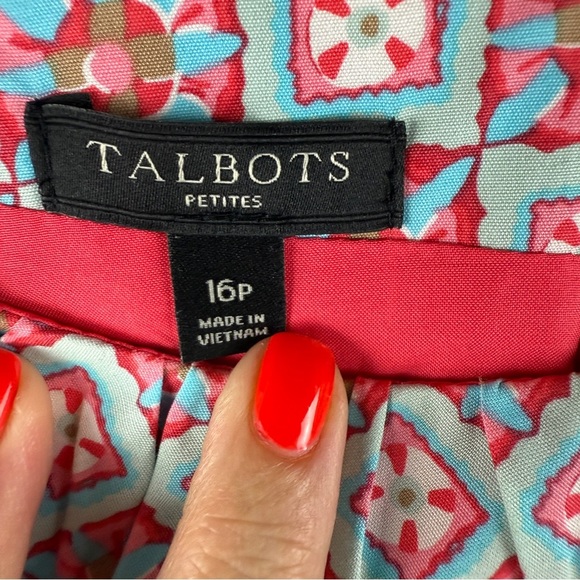 TALBOTS
PETITES
16P
MADE IN
VIETNAM